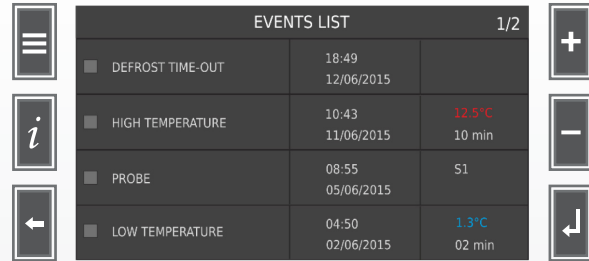 EVENTS LIST 1/2
DEFROST TIME-OUT
18:49
12/06/2015
HIGH TEMPERATURE
10:43
11/06/2015
12.5°C
10 min
PROBE
08:55
05/06/2015
S1
LOW TEMPERATURE
04:50
02/06/2015
1.3°C
02 min
i
+
-